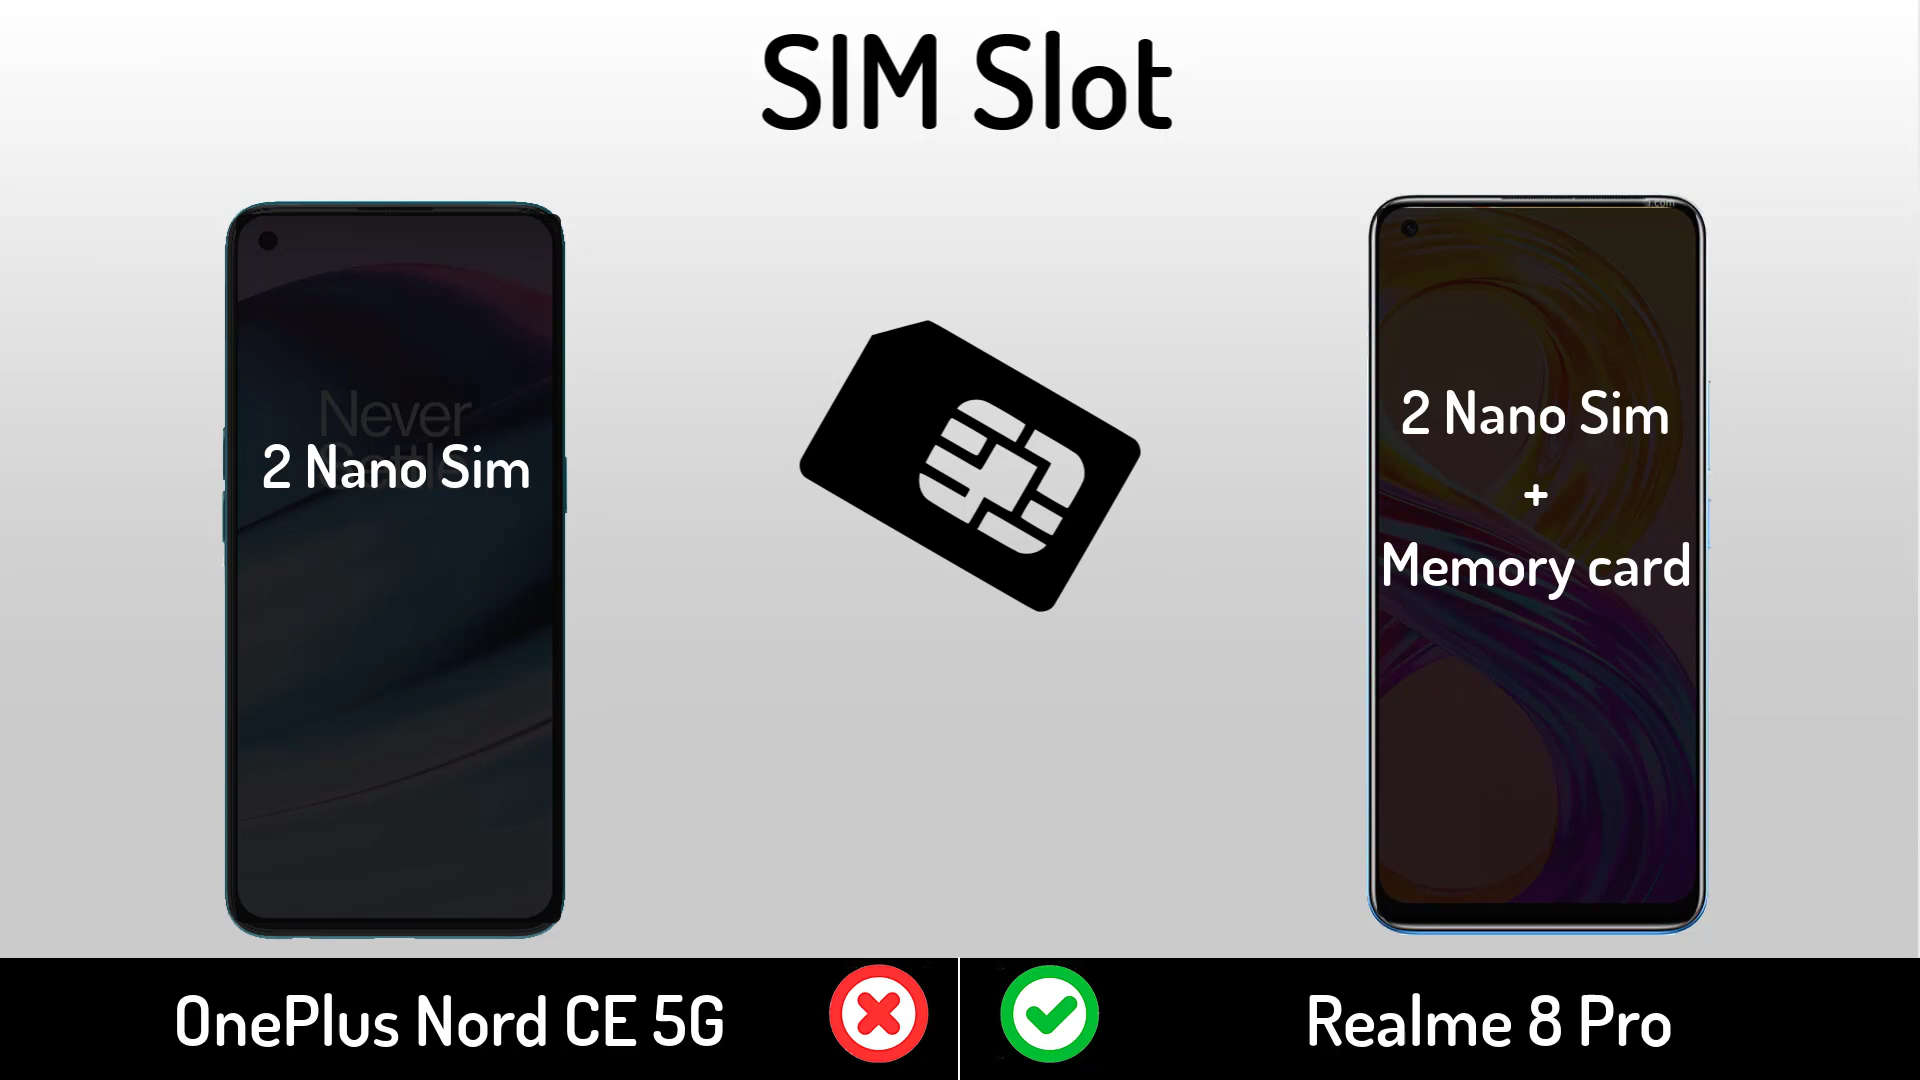 SIM Slot
Never
2 Nano Sim
2 Nano Sim
+
Memory card
OnePlus Nord CE 5G
Realme 8 Pro